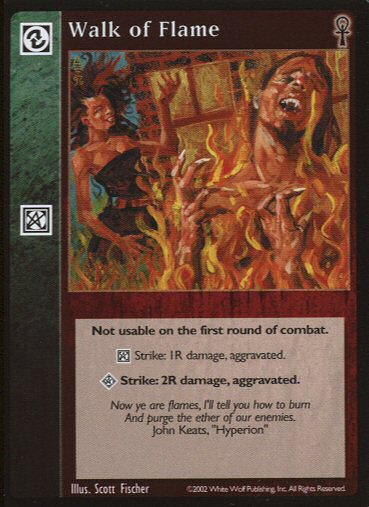 Walk of Flame
Not usable on the first round of combat.
Strike: 1R damage, aggravated.
Strike: 2R damage, aggravated.
Now ye are flames, I'll tell you how to burn
And purge the ether of our enemies.
John Keats, "Hyperion"
Illus. Scott Fischer
©2002 White Wolf Publishing, Inc. All Rights Reserved.